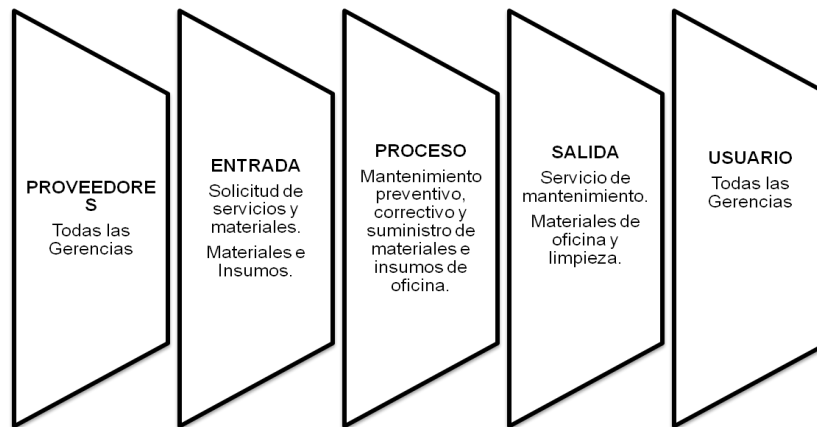 PROVEEDORE
S
Todas las
Gerencias
ENTRADA
Solicitud de
servicios y
materiales.
Materiales e
Insumos.
PROCESO
Mantenimiento
preventivo,
correctivo y
suministro de
materiales e
insumos de
oficina.
SALIDA
Servicio de
mantenimiento.
Materiales de
oficina y
limpieza.
USUARIO
Todas las
Gerencias